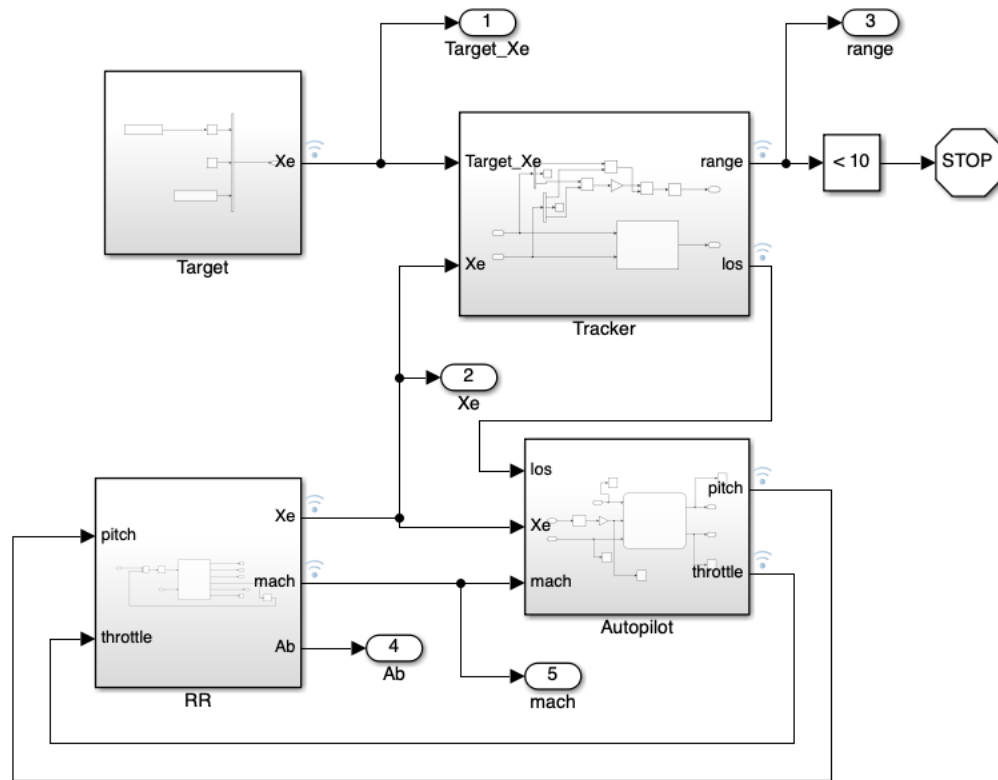 1
Target_Xe
3
range
Xe
Target
Target_Xe
range
Xe
los
Tracker
< 10
STOP
2
Xe
los
Xe
mach
pitch
throttle
Autopilot
pitch
throttle
Xe
mach
Ab
RR
4
Ab
5
mach